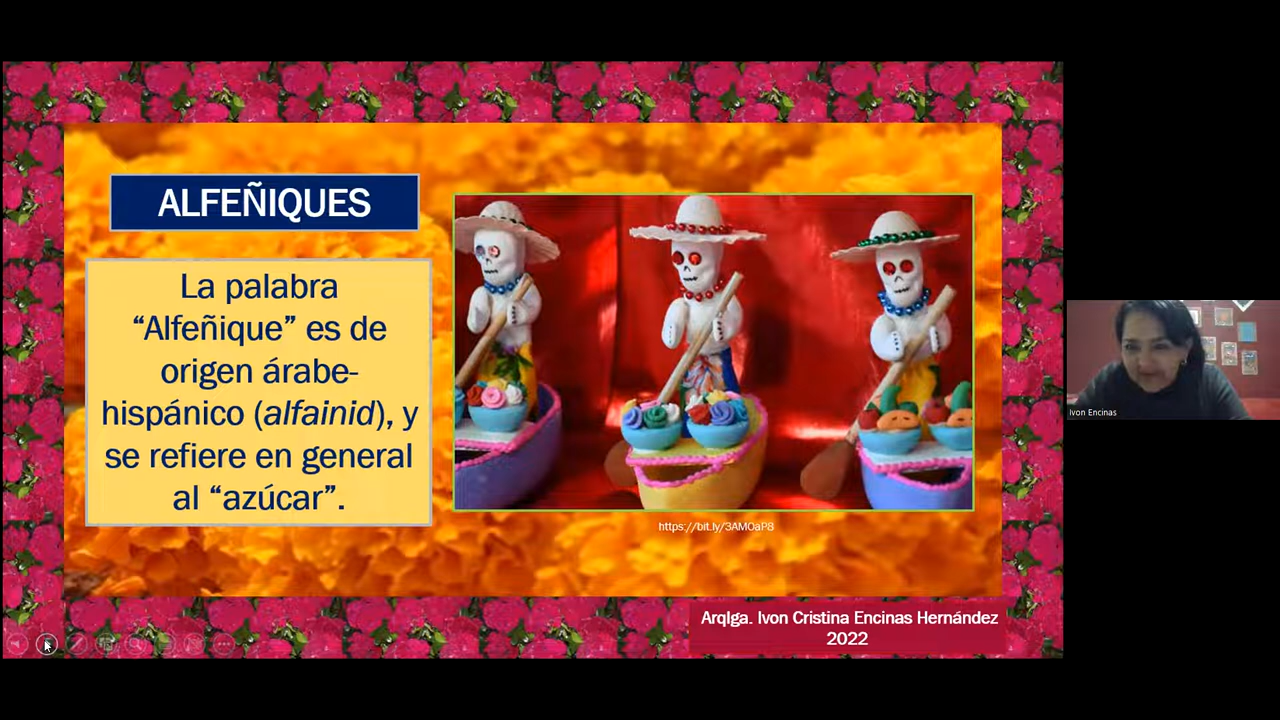 ALFEÑIQUES
La palabra
“Alfeñique” es de
origen árabe-
hispánico (alfainid), y
se refiere en general
al “azúcar”.
https://bit.ly/3AMOaP8
Arqlga. Ivon Cristina Encinas Hernández
2022
Ivon Encinas